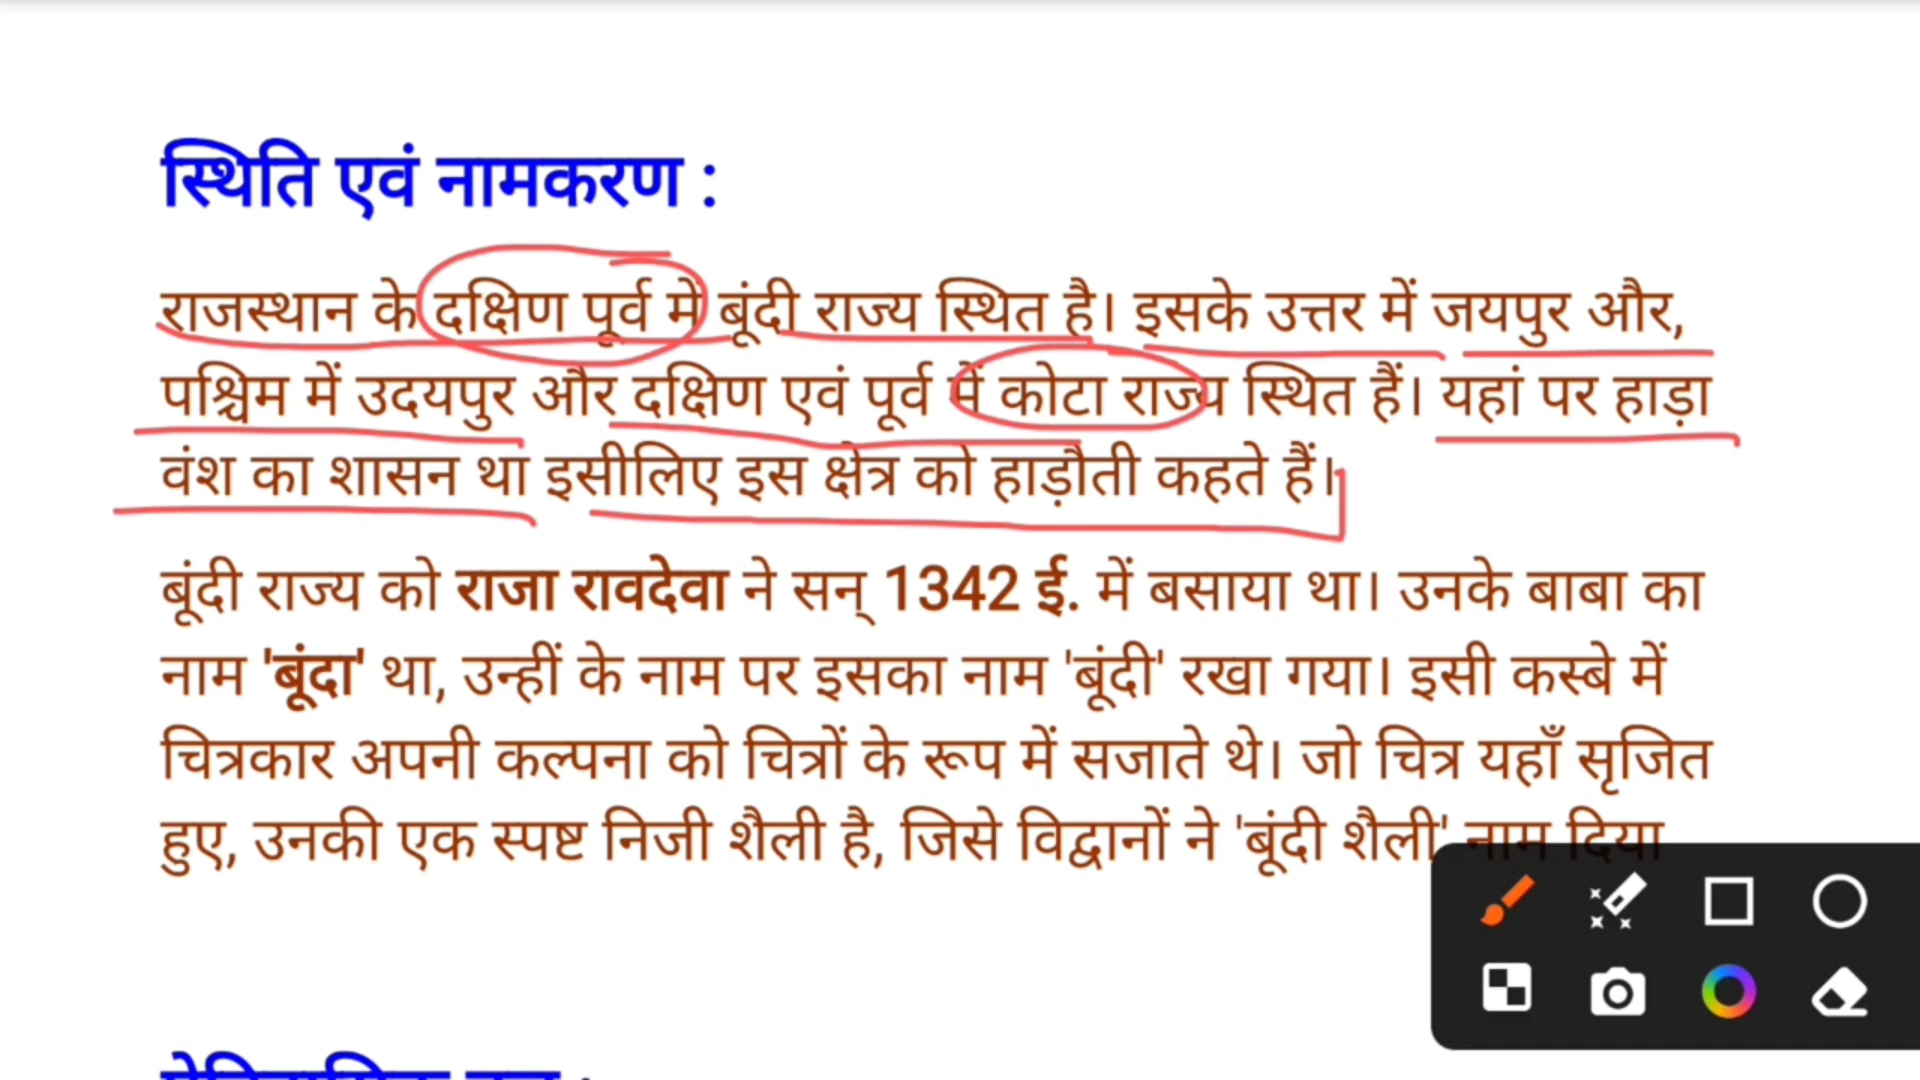 स्थिति एवं नामकरण :
राजस्थान के दक्षिण पूर्व में बूंदी राज्य स्थित है। इसके उत्तर में जयपुर और,
पश्चिम में उदयपुर और दक्षिण एवं पूर्व में कोटा राज्य स्थित हैं। यहां पर हाड़ा
वंश का शासन था इसीलिए इस क्षेत्र को हाड़ौती कहते हैं।
बूंदी राज्य को राजा रावदेवा ने सन् 1342 ई. में बसाया था। उनके बाबा का
नाम 'बूंदा' था, उन्हीं के नाम पर इसका नाम 'बूंदी' रखा गया। इसी कस्बे में
चित्रकार अपनी कल्पना को चित्रों के रूप में सजाते थे। जो चित्र यहाँ सृजित
हुए, उनकी एक स्पष्ट निजी शैली है, जिसे विद्वानों ने 'बूंदी शैली' नाम दिया